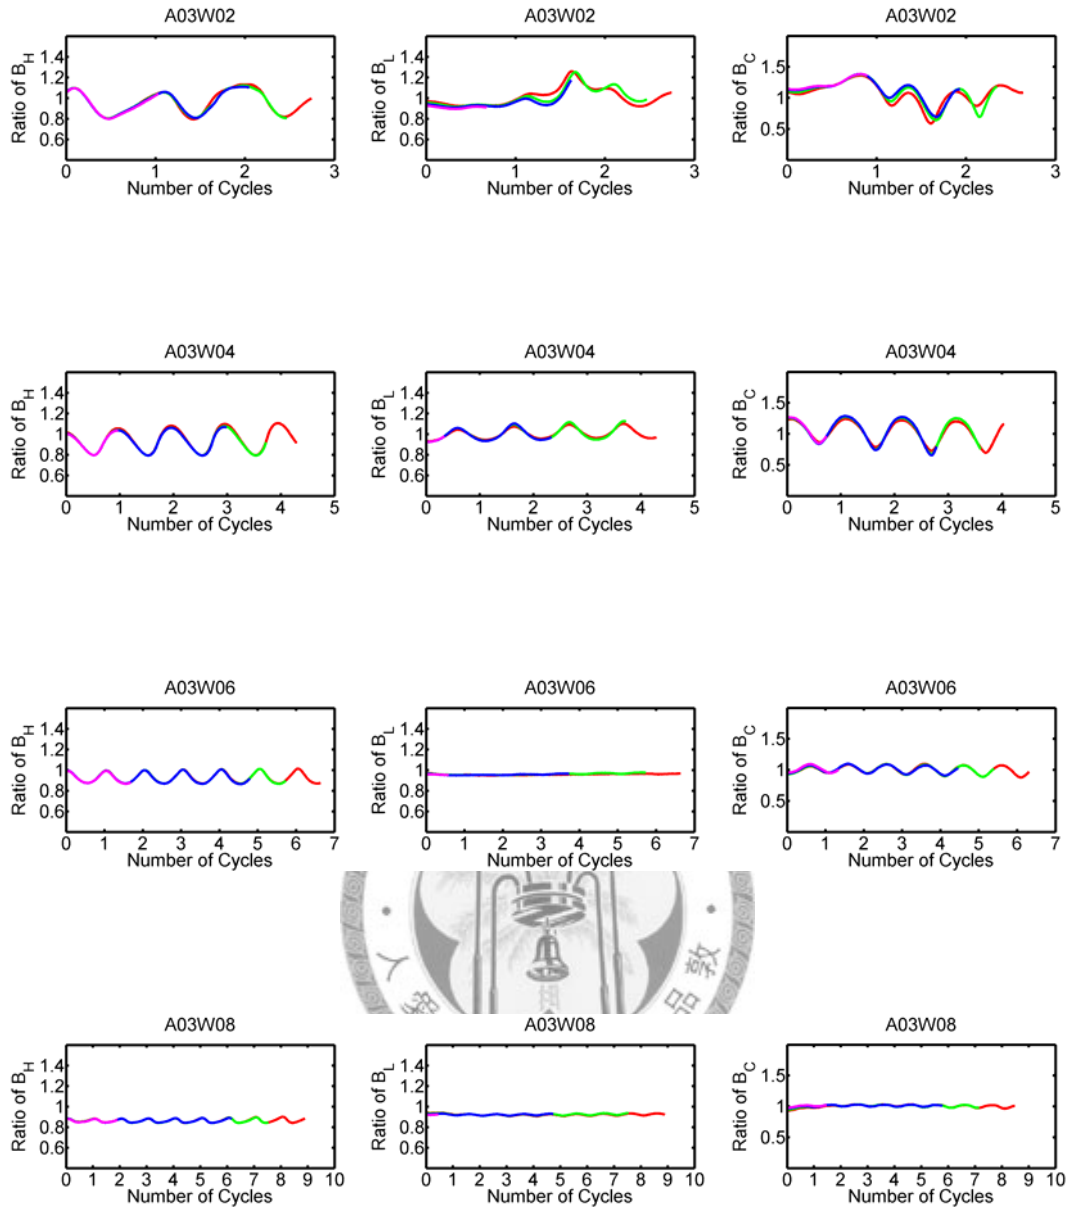 A03W02
A03W02
A03W02
Ratio of B_H
1.4
1.2
1
0.8
0.6
0 1 2 3
Number of Cycles
Ratio of B_L
1.4
1.2
1
0.8
0.6
0 1 2 3
Number of Cycles
Ratio of B_C
1.5
1
0.5
0 1 2 3
Number of Cycles
A03W04
A03W04
A03W04
Ratio of B_H
1.4
1.2
1
0.8
0.6
0 1 2 3 4 5
Number of Cycles
Ratio of B_L
1.4
1.2
1
0.8
0.6
0 1 2 3 4 5
Number of Cycles
Ratio of B_C
1.5
1
0.5
0 1 2 3 4 5
Number of Cycles
A03W06
A03W06
A03W06
Ratio of B_H
1.4
1.2
1
0.8
0.6
0 1 2 3 4 5 6 7
Number of Cycles
Ratio of B_L
1.4
1.2
1
0.8
0.6
0 1 2 3 4 5 6 7
Number of Cycles
Ratio of B_C
1.5
1
0.5
0 1 2 3 4 5 6 7
Number of Cycles
人
品
敦
A03W08
A03W08
A03W08
Ratio of B_H
1.4
1.2
1
0.8
0.6
0 1 2 3 4 5 6 7 8 9 10
Number of Cycles
Ratio of B_L
1.4
1.2
1
0.8
0.6
0 1 2 3 4 5 6 7 8 9 10
Number of Cycles
Ratio of B_C
1.5
1
0.5
0 1 2 3 4 5 6 7 8 9 10
Number of Cycles